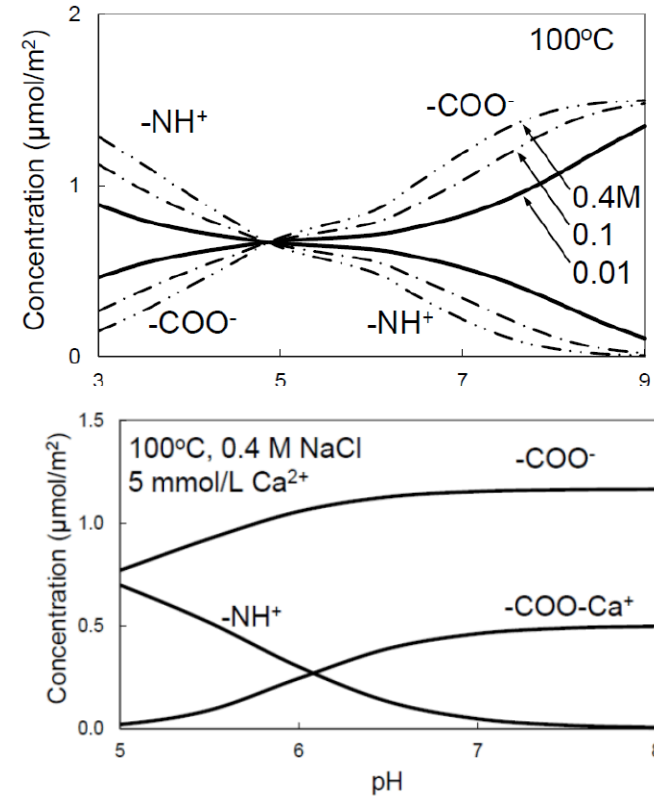 2
100°C
-NH⁺
-COO⁻
Concentration (µmol/m²)
1
0.4M
0.1
0.01
-COO⁻
-NH⁺
0
3
5
7
9
1.5
100°C, 0.4 M NaCl
-COO⁻
5 mmol/L Ca²⁺
Concentration (µmol/m²)
1.0
-NH⁺
-COO-Ca⁺
0.5
0.0
5
6
7
8
pH